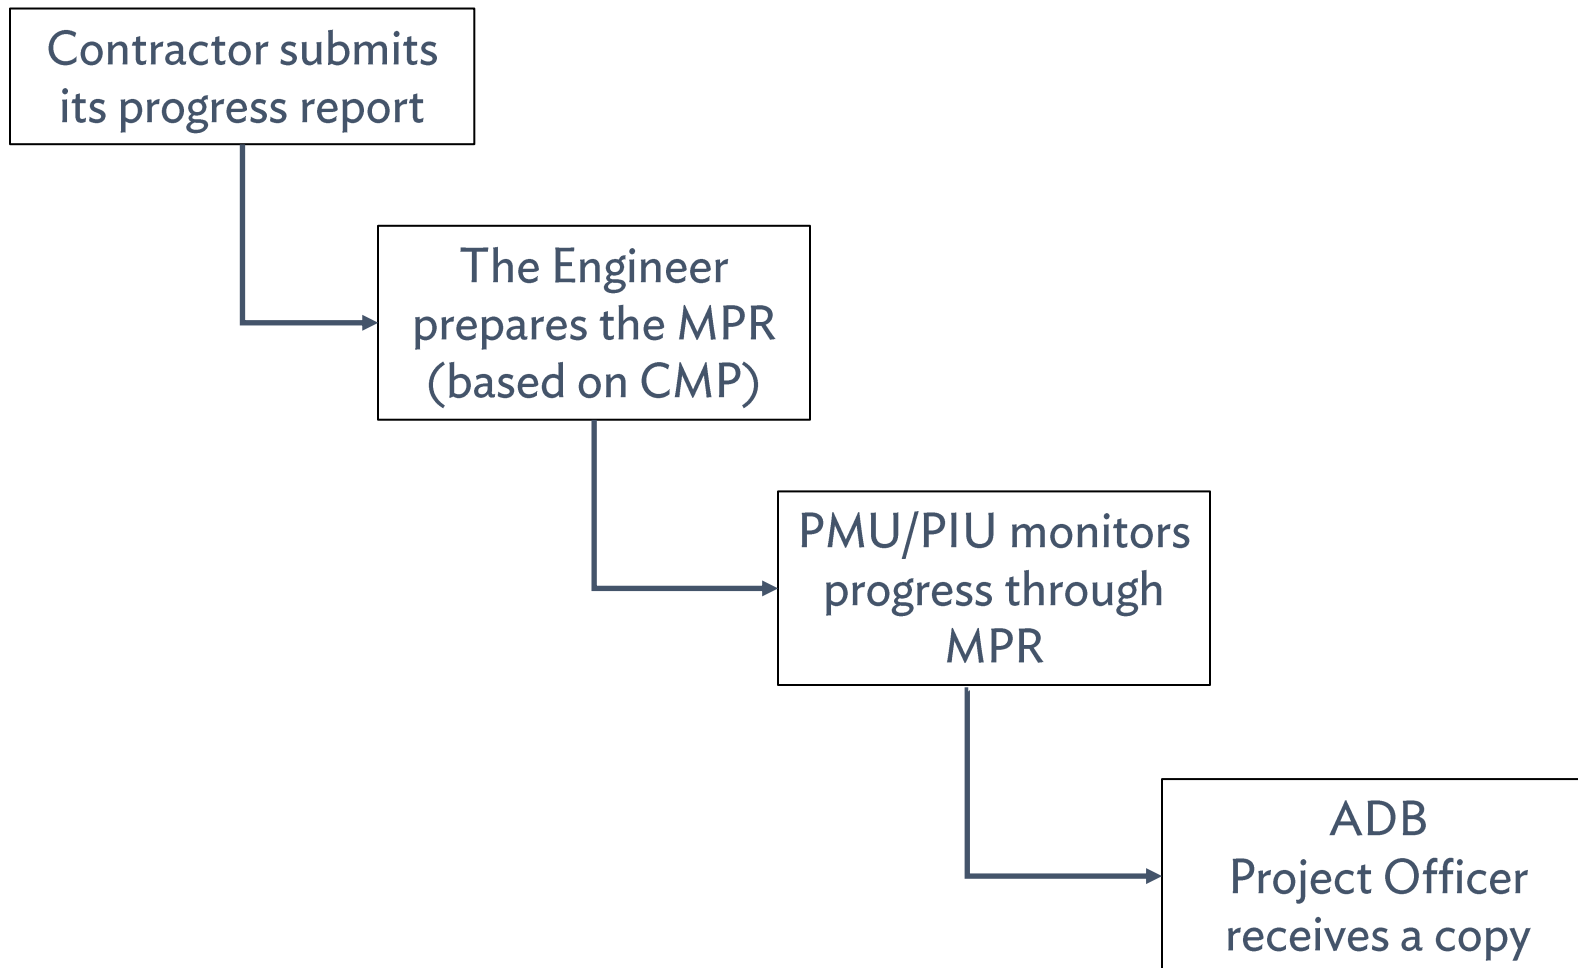 Contractor submits
its progress report
The Engineer
prepares the MPR
(based on CMP)
PMU/PIU monitors
progress through
MPR
ADB
Project Officer
receives a copy